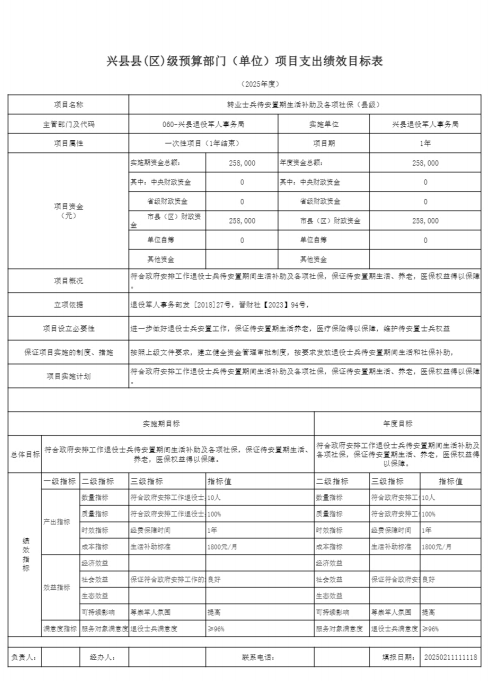 兴县县(区)级预算部门（单位）项目支出绩效目标表
（2025年度）
项目名称 转业士兵待安置期生活补助及各项社保（县级）
主管部门及代码 060-兴县退役军人事务局 实施单位 兴县退役军人事务局
项目属性 一次性项目（1年结束） 项目期 1年
项目资金（元） 实施期资金总额: 258,000 年度资金总额: 258,000
其中: 中央财政资金 0 其中: 中央财政资金 0
省级财政资金 0 省级财政资金 0
市县（区）财政资金 258,000 市县（区）财政资金 258,000
单位自筹 0 单位自筹 0
其他资金 其他资金
项目概况 符合政府安排工作退役士兵待安置期间生活补助及各项社保，保证待安置期生活、养老，医保权益得以保障。
立项依据 退役军人事务部发〔2018〕27号、晋财社【2023】94号。
项目设立必要性 进一步做好退役士兵安置工作，保证待安置期生活养老，医疗保险得以保障，维护待安置士兵权益
保证项目实施的制度、措施 按照上级文件要求，建立健全资金管理审批制度，按要求发放退役士兵待安置期间生活和社保补助。
项目实施计划 符合政府安排工作退役士兵待安置期间生活补助及各项社保，保证待安置期生活、养老，医保权益得以保障。
实施期目标 年度目标
总体目标 符合政府安排工作退役士兵待安置期间生活补助及各项社保，保证待安置期生活、养老，医保权益得以保障。 符合政府安排工作退役士兵待安置期间生活补助及各项社保，保证待安置期生活、养老，医保权益得以保障。
绩效指标 一级指标 二级指标 三级指标 指标值 二级指标 三级指标 指标值
产出指标 数量指标 符合政府安排工作退役士 10人 数量指标 符合政府安排工 10人
质量指标 符合政府安排工作退役士 100% 质量指标 符合政府安排工 100%
时效指标 经费保障时间 1年 时效指标 经费保障时间 1年
成本指标 生活补助标准 1800元/月 成本指标 生活补助标准 1800元/月
效益指标 经济效益 经济效益
社会效益 保证符合政府安排工作的 良好 社会效益 保证符合政府安 良好
生态效益 生态效益
可持续影响 尊崇军人氛围 提高 可持续影响 尊崇军人氛围 提高
满意度指标 服务对象满意度 退役士兵满意度 ≥96% 服务对象满意度 退役士兵满意度 ≥96%
负责人: 经办人: 联系电话: 填报日期: 20250211111118